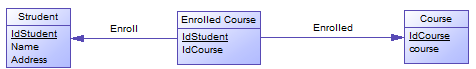 Strudent
IdStudent
Name
Address
Enroll
Enrolled Course
IdStudent
IdCourse
Enrolled
Course
IdCourse
course